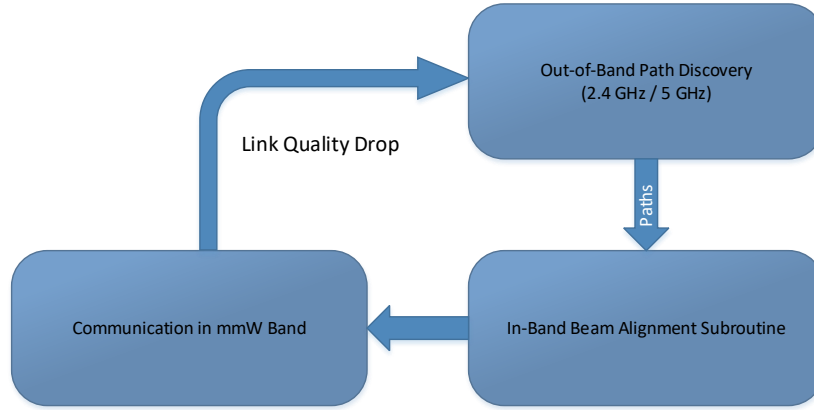 Out-of-Band Path Discovery
(2.4 GHz / 5 GHz)
Link Quality Drop
Paths
Communication in mmW Band
In-Band Beam Alignment Subroutine